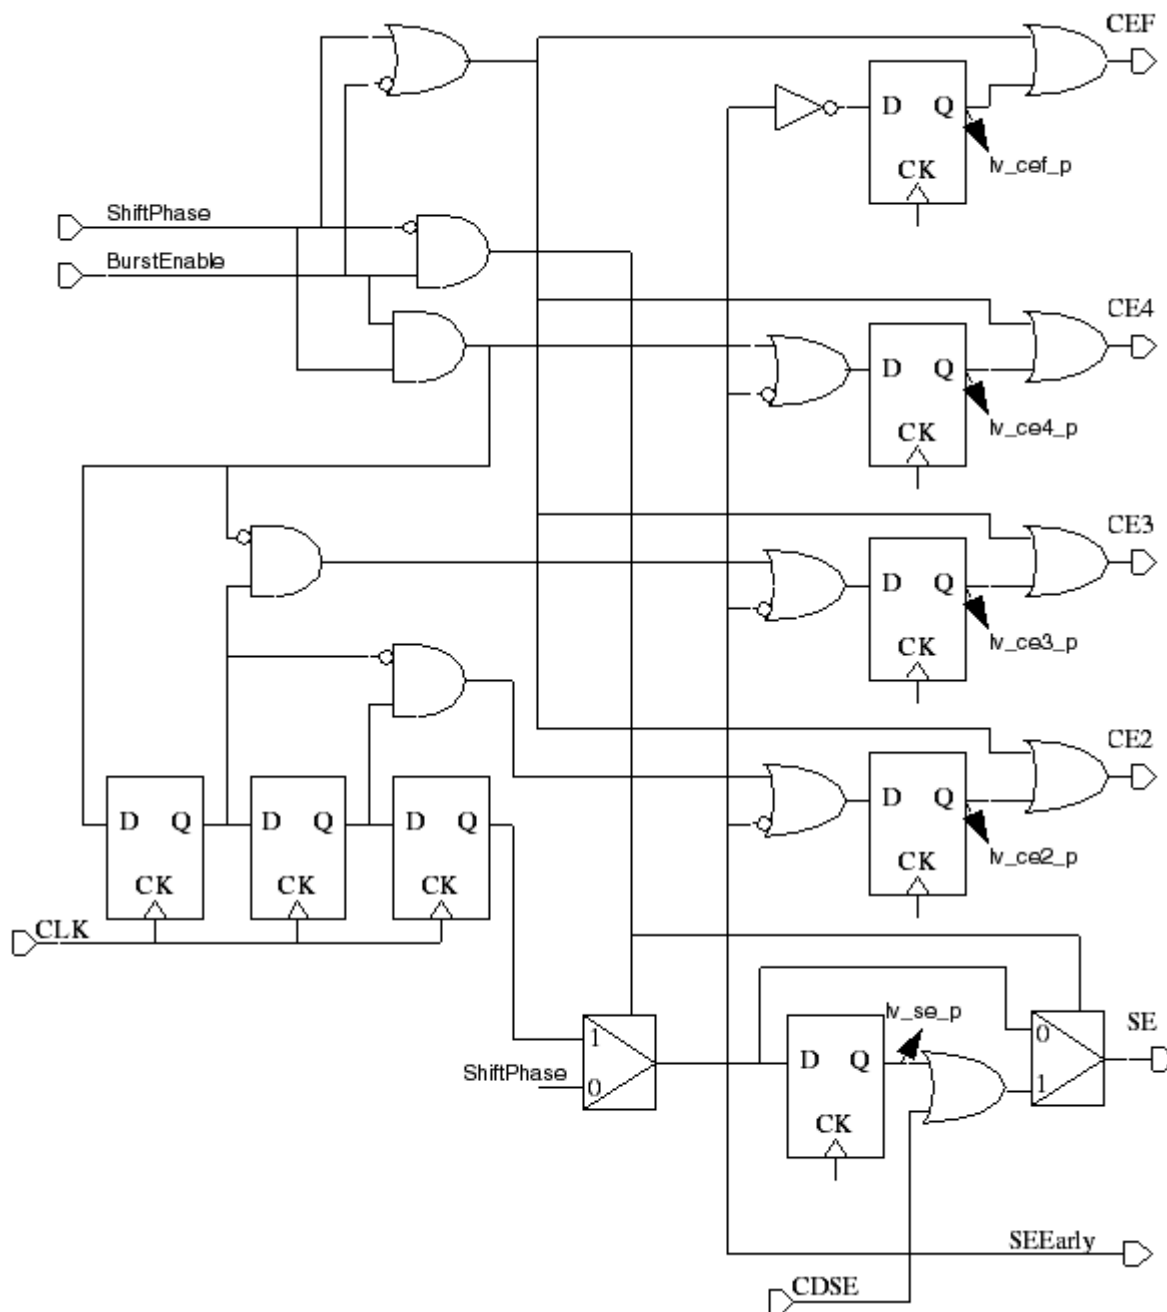 CEF
D Q
CK
lv_cef_p
ShiftPhase
BurstEnable
CE4
D Q
CK
lv_ce4_p
CE3
D Q
CK
lv_ce3_p
CE2
D Q
CK
lv_ce2_p
D Q
CK
D Q
CK
D Q
CK
CLK
lv_se_p
1
0
ShiftPhase
D Q
CK
0
1
SE
SEEarly
CDSE